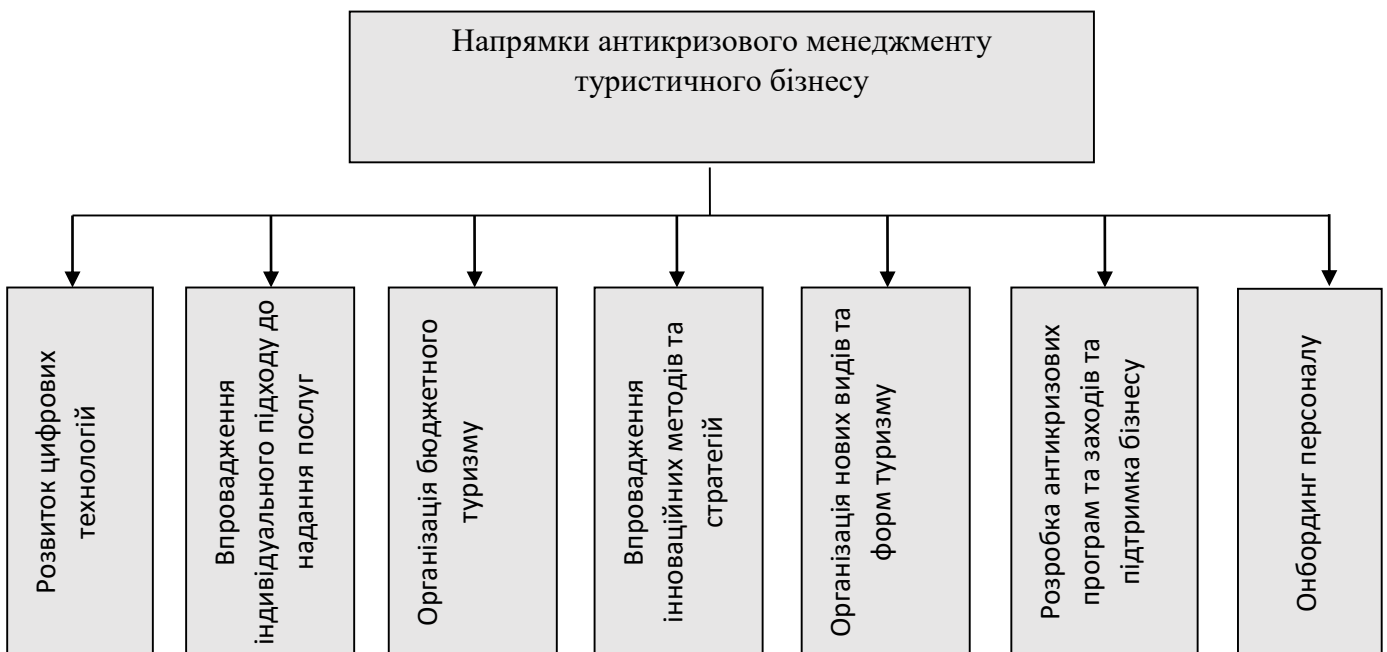 Напрямки антикризового менеджменту
туристичного бізнесу
Розвиток цифрових
технологій
Впровадження
індивідуального підходу до
надання послуг
Організація бюджетного
туризму
Впровадження
інноваційних методів та
стратегій
Організація нових видів та
форм туризму
Розробка антикризових
програм та заходів та
підтримка бізнесу
Онбординг персоналу